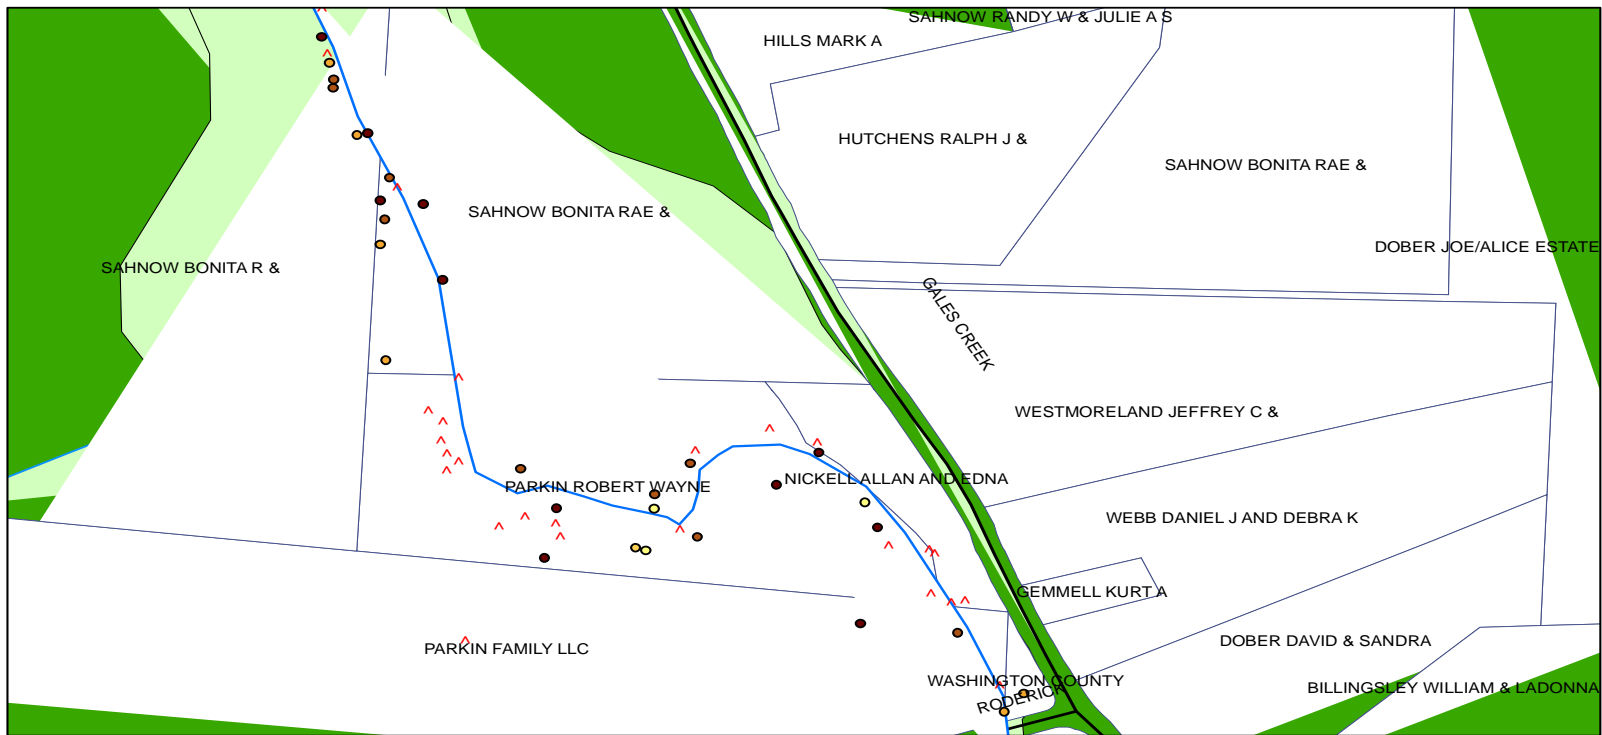 SAHNOW RANDY W & JULIE A S
HILLS MARK A
HUTCHENS RALPH J &
SAHNOW BONITA RAE &
SAHNOW BONITA RAE &
DOBER JOE/ALICE ESTATE
SAHNOW BONITA R &
GALES CREEK
WESTMORELAND JEFFREY C &
NICKELL ALLAN AND EDNA
PARKIN ROBERT WAYNE
WEBB DANIEL J AND DEBRA K
GEMMELL KURT A
DOBER DAVID & SANDRA
PARKIN FAMILY LLC
WASHINGTON COUNTY
RODERICK
BILLINGSLEY WILLIAM & LADONNA